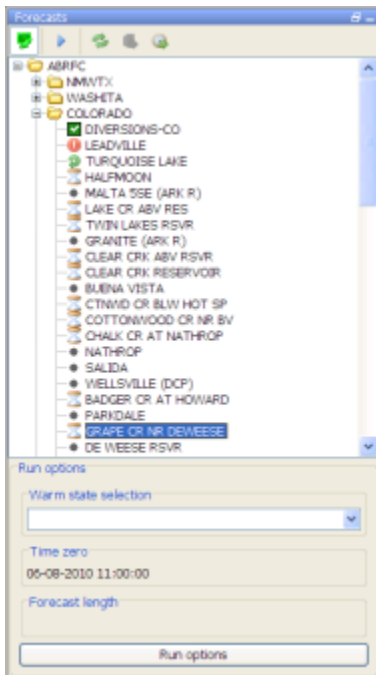 Forecasts
ABRFC
NMWTX
WASHITA
COLORADO
DIVERSIONS-CO
LEADVILLE
TURQUOISE LAKE
HALFMOON
MALTA 5SE (ARK R)
LAKE CR ABV RES
TWIN LAKES RSVR
GRANITE (ARK R)
CLEAR CRK ABV RSVR
CLEAR CRK RESERVOIR
BUENA VISTA
CTNWD CR BLW HOT SP
COTTONWOOD CR NR BV
CHALK CR AT NATHROP
NATHROP
SALIDA
WELLSVILLE (DCP)
BADGER CR AT HOWARD
PARKDALE
GRAPE CR NR DEWEESE
DE WEESE RSVR
Run options
Warm state selection
Time zero
06-08-2010 11:00:00
Forecast length
Run options